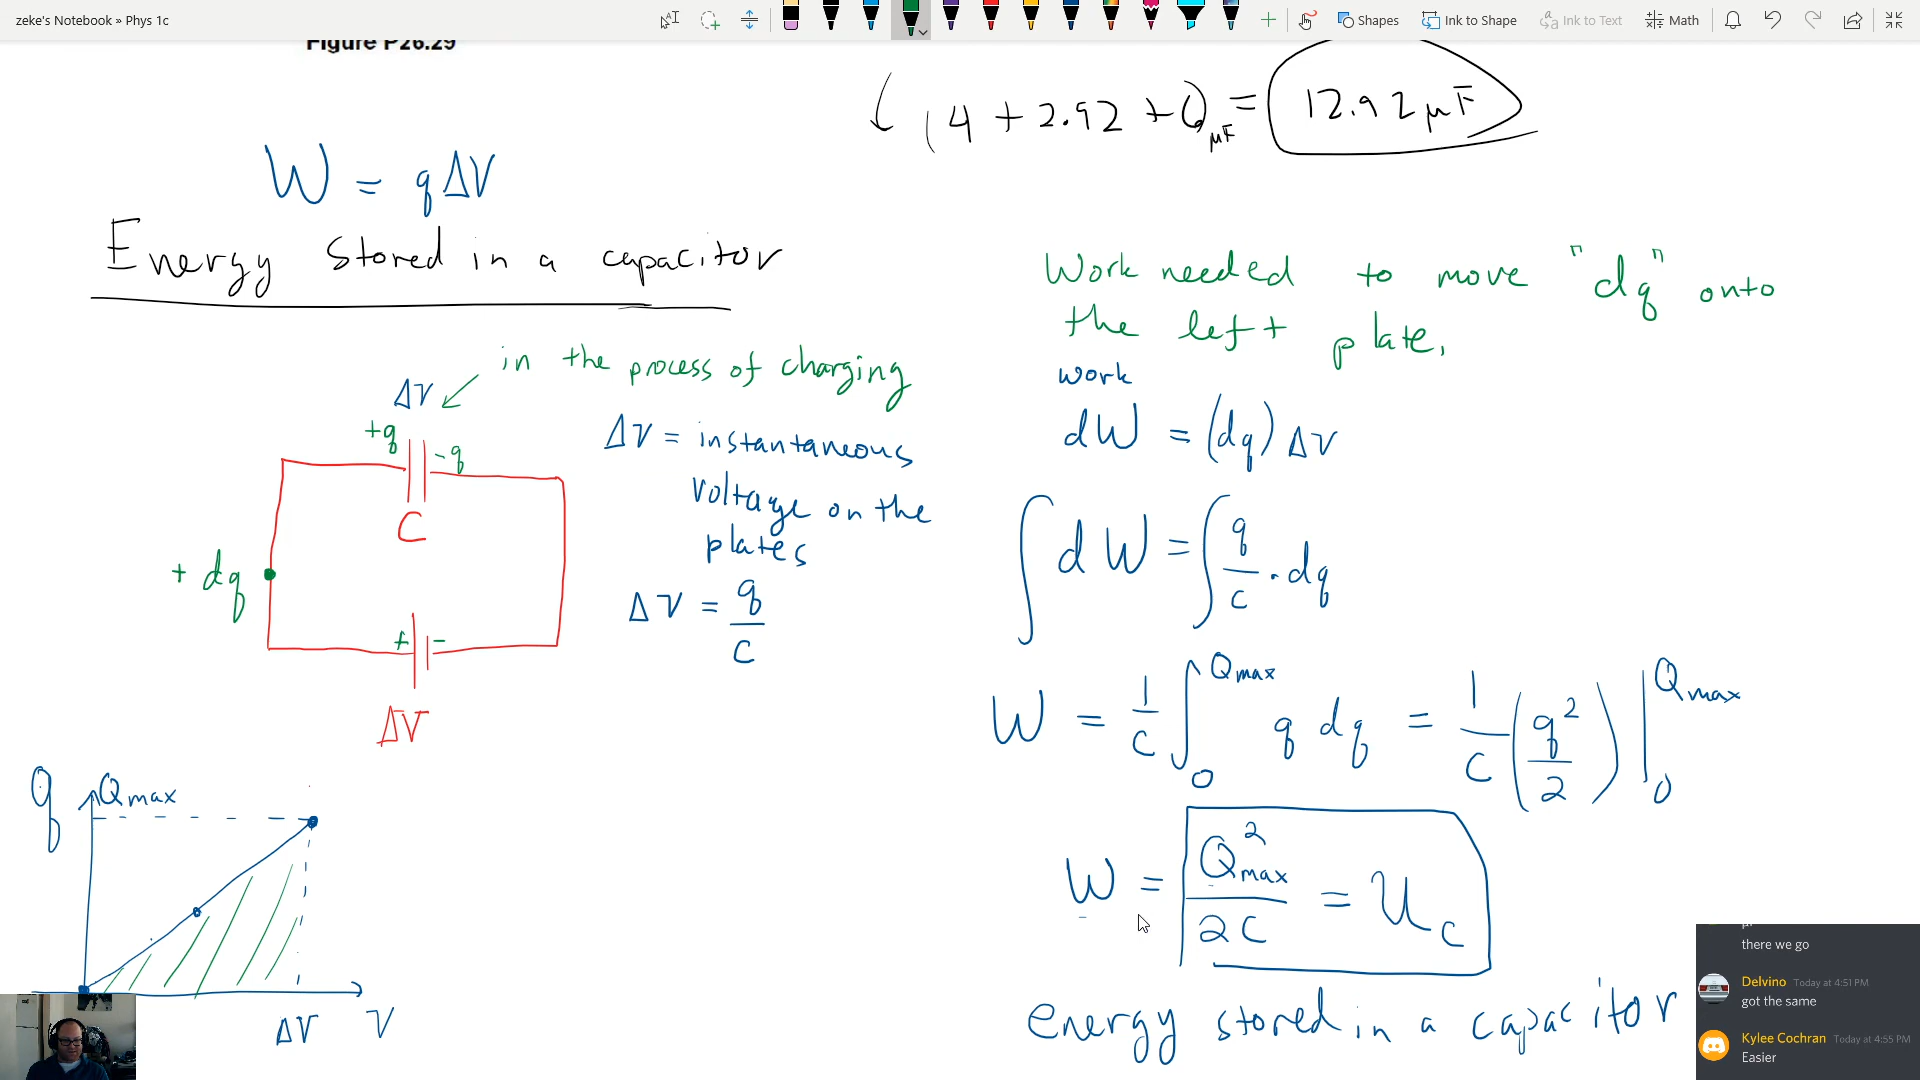 zeke's Notebook » Phys 1c
Shapes
Ink to Shape
Ink to Text
Math
Figure P26.29
(4 + 2.92 + 6)μF = 12.92 μF
W = qΔV
Energy stored in a capacitor
in the process of charging
ΔV
+q
-q
C
+ dq
+ -
ΔV
ΔV = instantaneous
voltage on the
plates
ΔV = q/C
q
Qmax
ΔV
V
Work needed to move "dq" onto
the left plate.
work
dW = (dq) ΔV
∫dW = ∫ q/C · dq
W = 1/C ∫₀^Qmax q dq = 1/C (q²/2) |₀^Qmax
W = Q²max/2C = U_C
energy stored in a capacitor
there we go
Delvino Today at 4:51 PM
got the same
Kylee Cochran Today at 4:55 PM
Easier